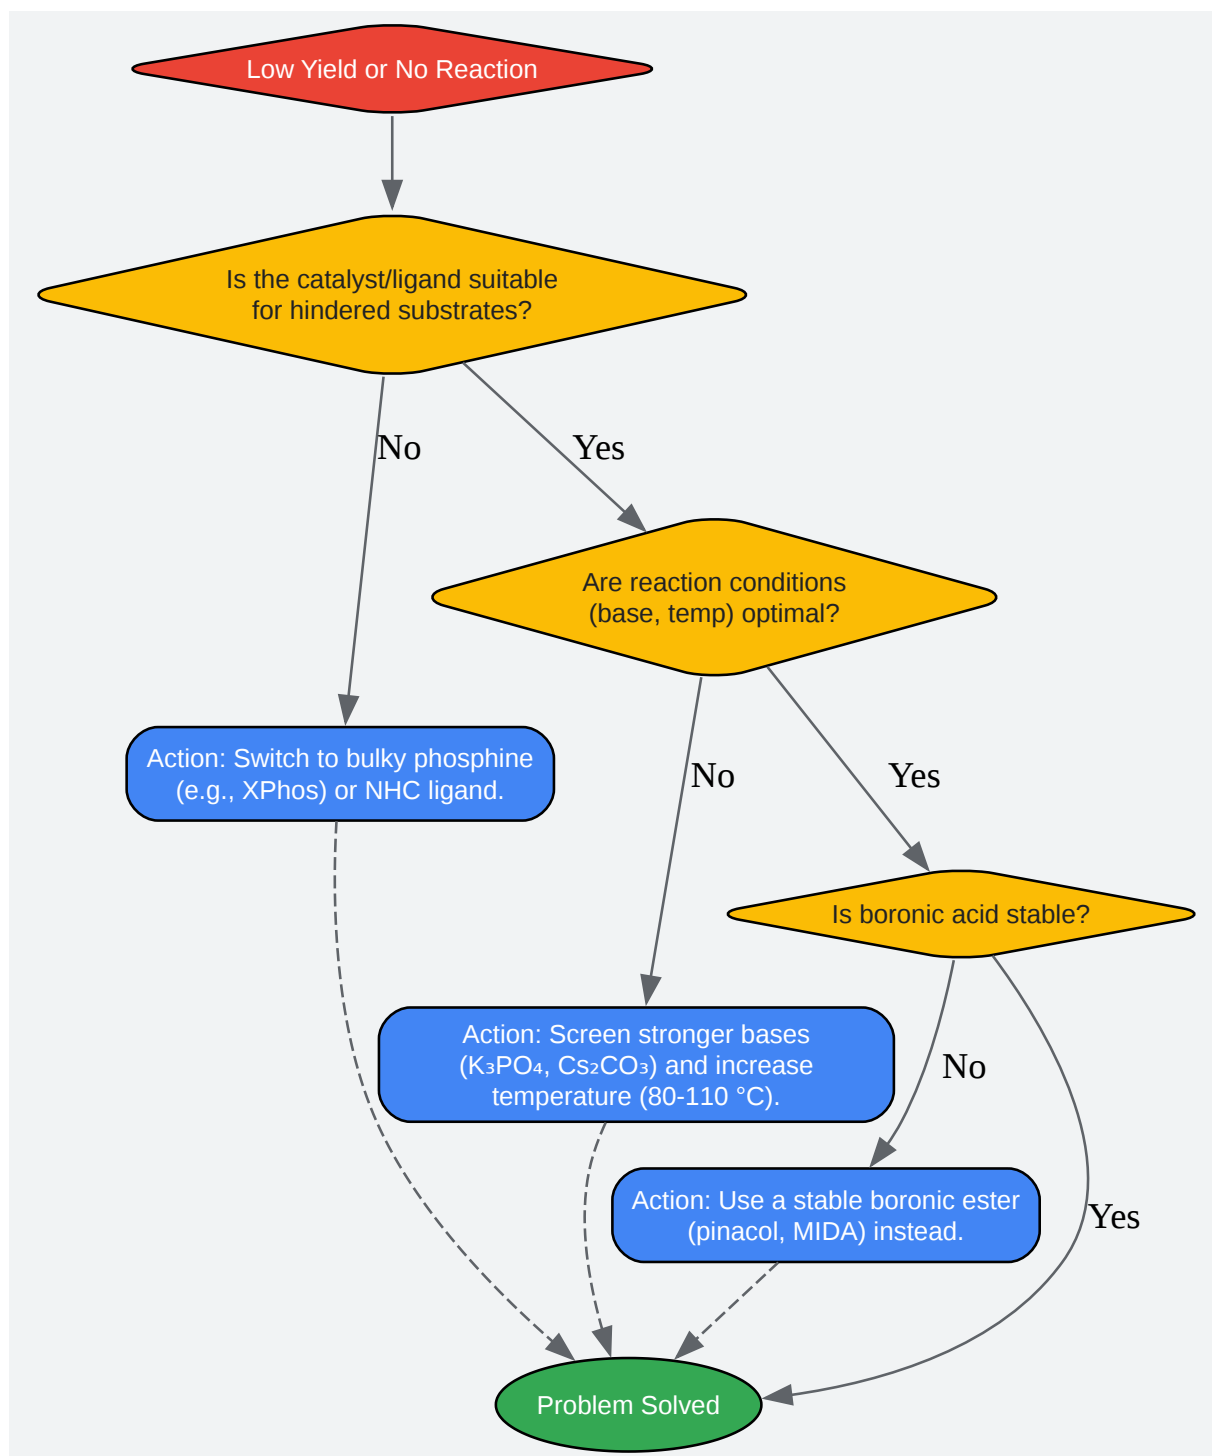 Low Yield or No Reaction
Is the catalyst/ligand suitable
for hindered substrates?
No
Yes
Are reaction conditions
(base, temp) optimal?
Action: Switch to bulky phosphine
(e.g., XPhos) or NHC ligand.
No
Yes
Is boronic acid stable?
Action: Screen stronger bases
(K₃PO₄, Cs₂CO₃) and increase
temperature (80-110 °C).
No
Action: Use a stable boronic ester
(pinacol, MIDA) instead.
Yes
Problem Solved